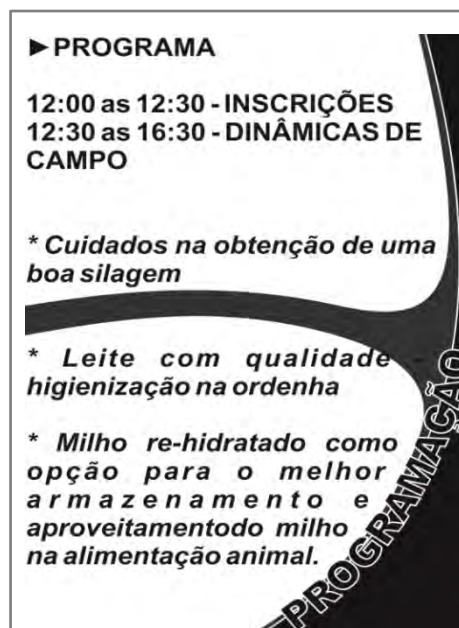 ►PROGRAMA
12:00 as 12:30 - INSCRIÇÕES
12:30 as 16:30 - DINÂMICAS DE
CAMPO
* Cuidados na obtenção de uma
boa silagem
* Leite com qualidade -
higienização na ordenha
* Milho re-hidratado como
opção para o melhor
armazenamento e
aproveitamentodo milho
na alimentação animal.
PROGRAMAÇÃO